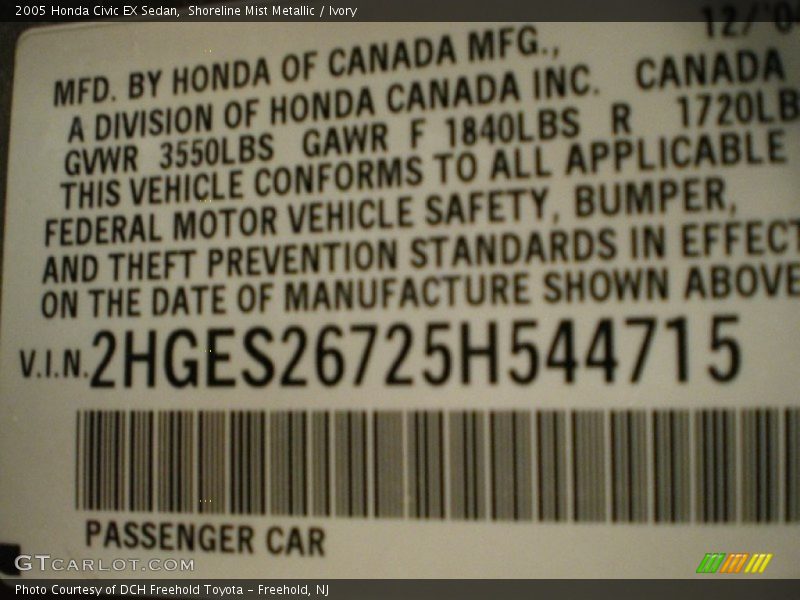 2005 Honda Civic EX Sedan,  Shoreline Mist Metallic / Ivory
MFD. BY HONDA OF CANADA MFG.,
A DIVISION OF HONDA CANADA INC. CANADA
GVWR 3550LBS GAWR F 1840LBS R 1720LB
THIS VEHICLE CONFORMS TO ALL APPLICABLE
FEDERAL MOTOR VEHICLE SAFETY, BUMPER,
AND THEFT PREVENTION STANDARDS IN EFFECT
ON THE DATE OF MANUFACTURE SHOWN ABOVE
V.I.N. 2HGES26725H544715
PASSENGER CAR
GTCARLOT.COM
Photo Courtesy of DCH Freehold Toyota - Freehold, NJ